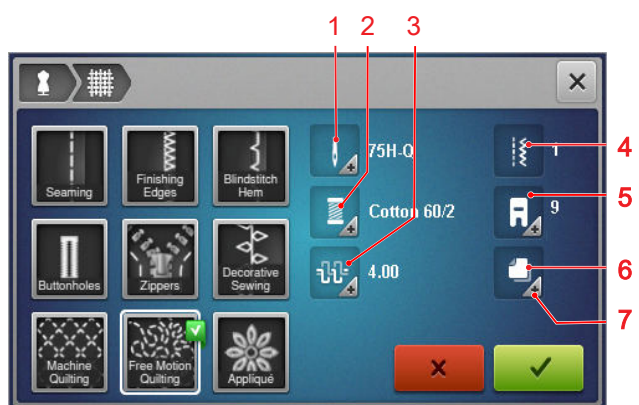 1 2 3
Seaming
Finishing
Edges
Blindstitch
Hem
75H-Q
1
4
Buttonholes
Zippers
Decorative
Sewing
Cotton 60/2
9
5
4.00
6
7
Machine
Quilting
Free Motion
Quilting
Appliqué